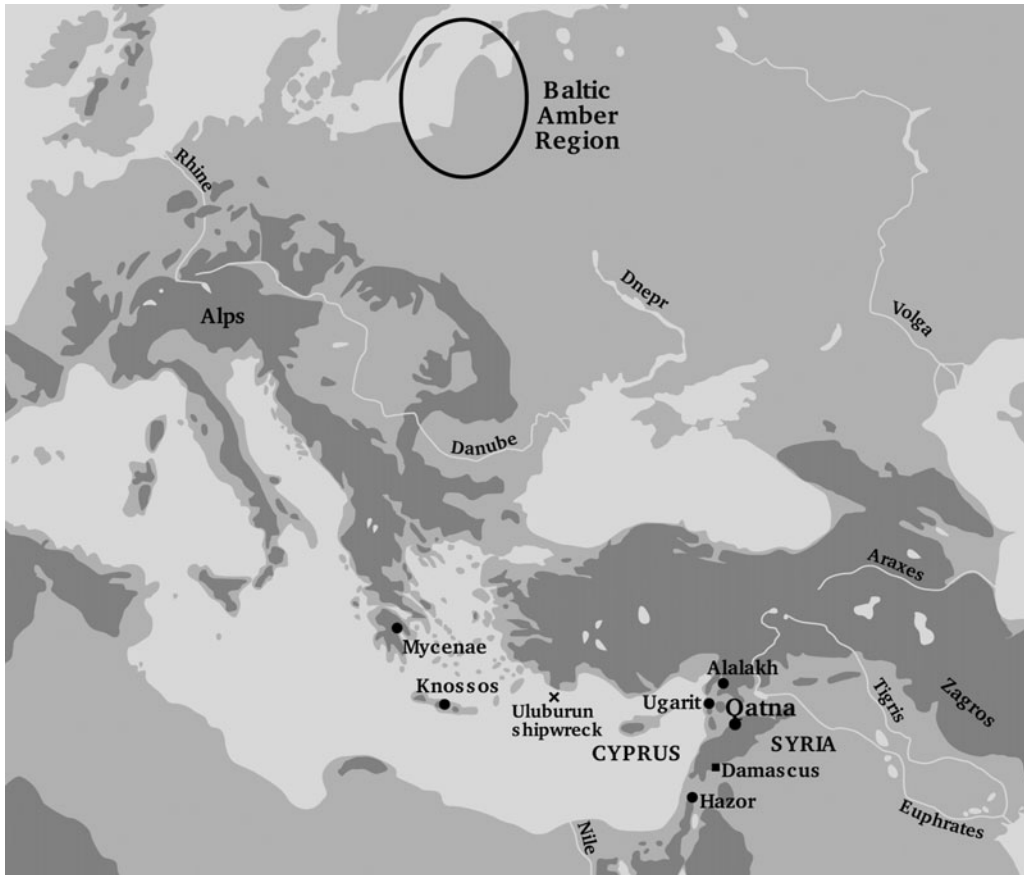 Baltic
Amber
Region
Rhine
Dnepr
Volga
Alps
Danube
Araxes
Mycenae
Alalakh
Knossos
Ugarit
Qatna
Tigris
Zagros
Uluburun
shipwreck
CYPRUS
SYRIA
Damascus
Hazor
Euphrates
Nile